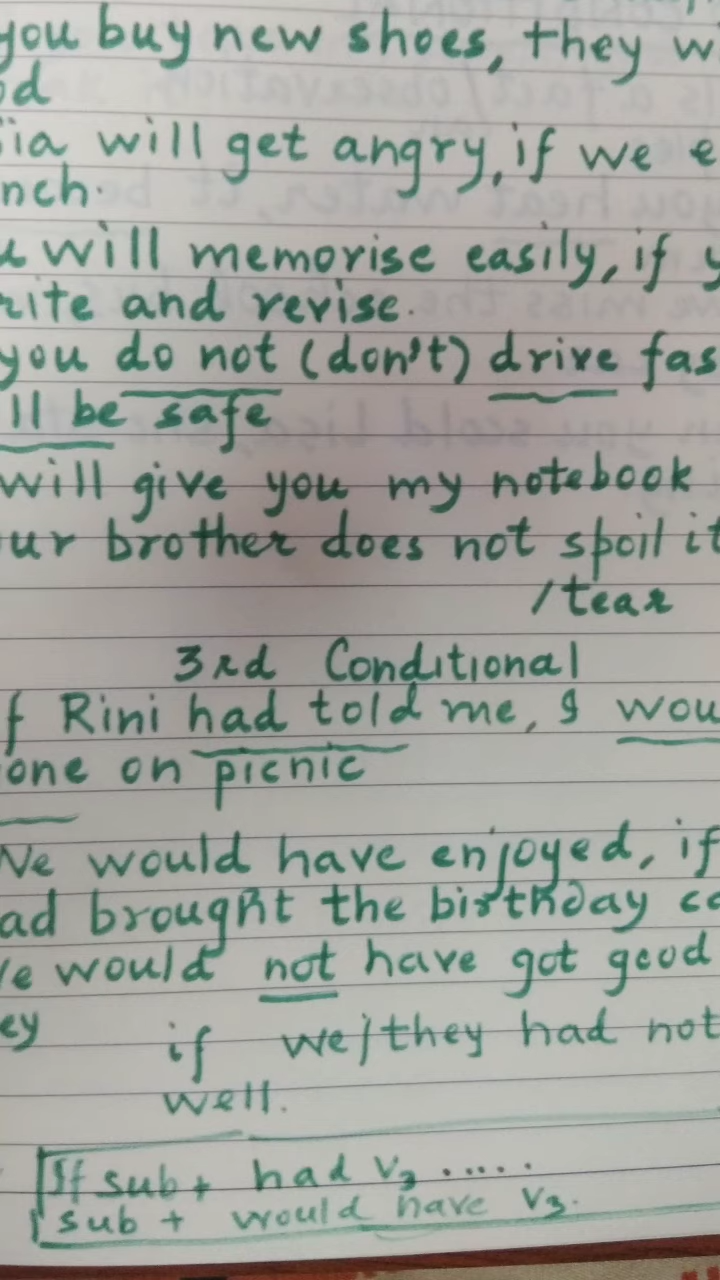 you buy new shoes, they w
od
ia will get angry, if we e
nch.
u will memorise easily, if y
rite and revise.
you do not (don't) drive fas
ll be safe
will give you my notebook
ur brother does not spoil it
/tear
3rd Conditional
f Rini had told me, I wou
one on picnic
We would have enjoyed, if
ad brought the birthday ca
We would not have got good
ey if we/they had not
well.
If sub + had V3 .....
sub + would have V3.